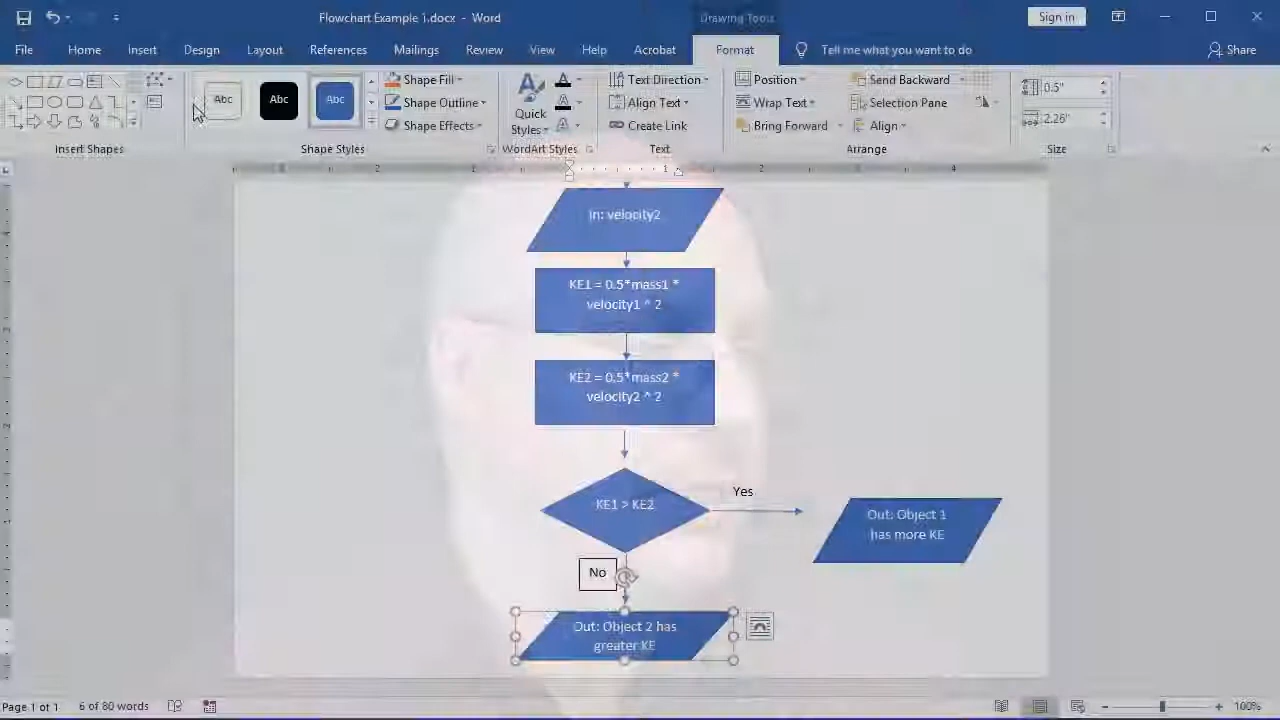 Flowchart Example 1.docx - Word
Drawing Tools
Sign in
File Home Insert Design Layout References Mailings Review View Help Acrobat Format Tell me what you want to do Share
Abc Abc Abc
Shape Fill
Shape Outline
Shape Effects
Quick
Styles
Text Direction
Align Text
Create Link
Position
Wrap Text
Bring Forward
Send Backward
Selection Pane
Align
0.5"
2.26"
Insert Shapes Shape Styles WordArt Styles Text Arrange Size
In: velocity2
KE1 = 0.5*mass1 *
velocity1 ^ 2
KE2 = 0.5*mass2 *
velocity2 ^ 2
KE1 > KE2
Yes
Out: Object 1
has more KE
No
Out: Object 2 has
greater KE
Page 1 of 1 6 of 80 words 100%